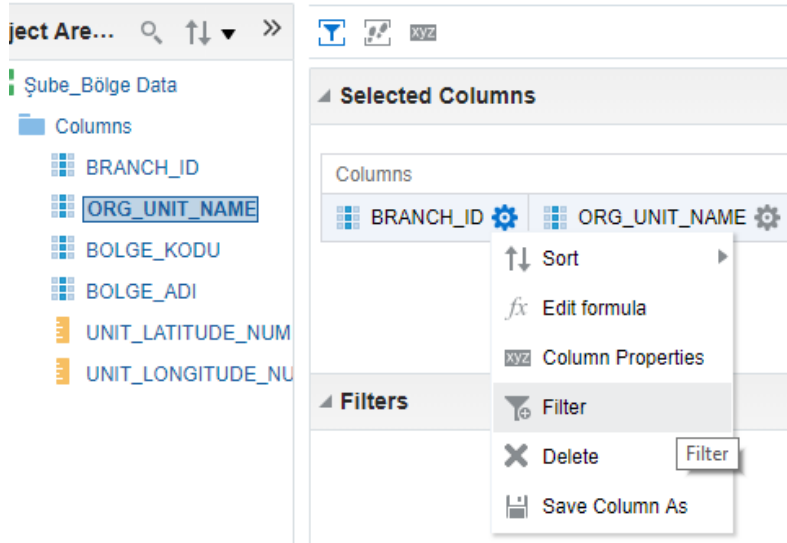 ject Are...
Şube_Bölge Data
Columns
BRANCH_ID
ORG_UNIT_NAME
BOLGE_KODU
BOLGE_ADI
UNIT_LATITUDE_NUM
UNIT_LONGITUDE_NU
xyz
Selected Columns
Columns
BRANCH_ID ORG_UNIT_NAME
Sort
fx Edit formula
xyz Column Properties
Filter
Delete
Save Column As
Filter
Filters